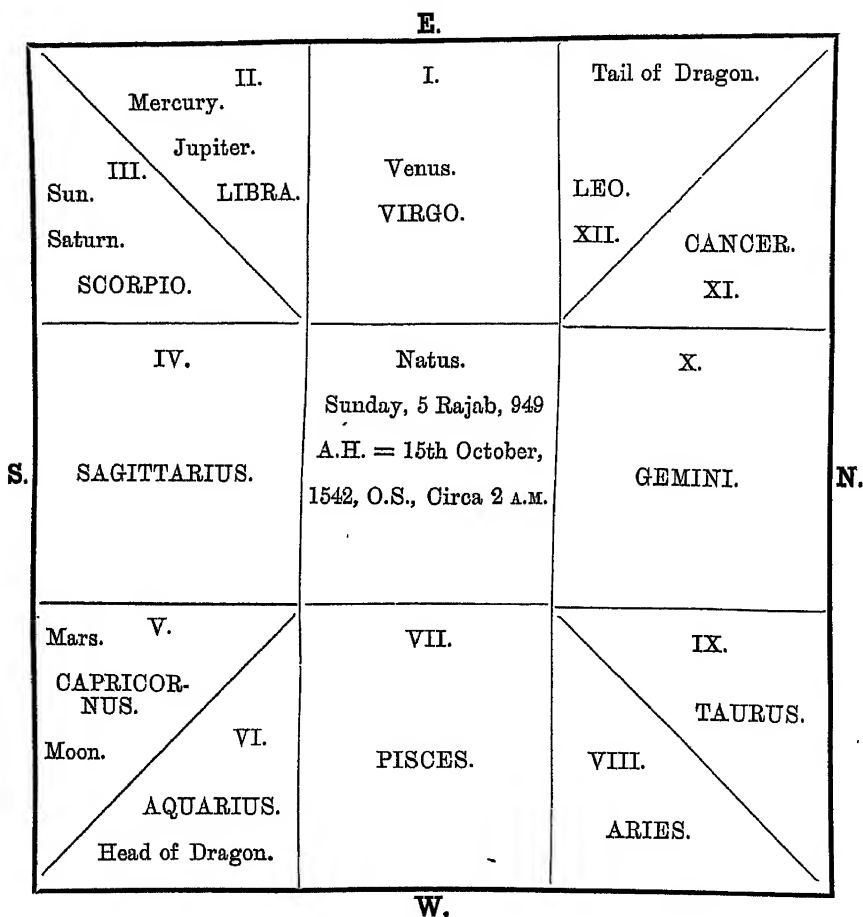 E.
II.
Mercury.
Jupiter.
LIBRA.
III.
Sun.
Saturn.
SCORPIO.
I.
Venus.
VIRGO.
Tail of Dragon.
LEO.
XII.
CANCER.
XI.
S.
IV.
SAGITTARIUS.
Natus.
Sunday, 5 Rajab, 949
A.H. = 15th October,
1542, O.S., Circa 2 A.M.
X.
GEMINI.
N.
Mars.
V.
CAPRICOR-
NUS.
Moon.
VI.
AQUARIUS.
Head of Dragon.
VII.
PISCES.
VIII.
ARIES.
IX.
TAURUS.
W.